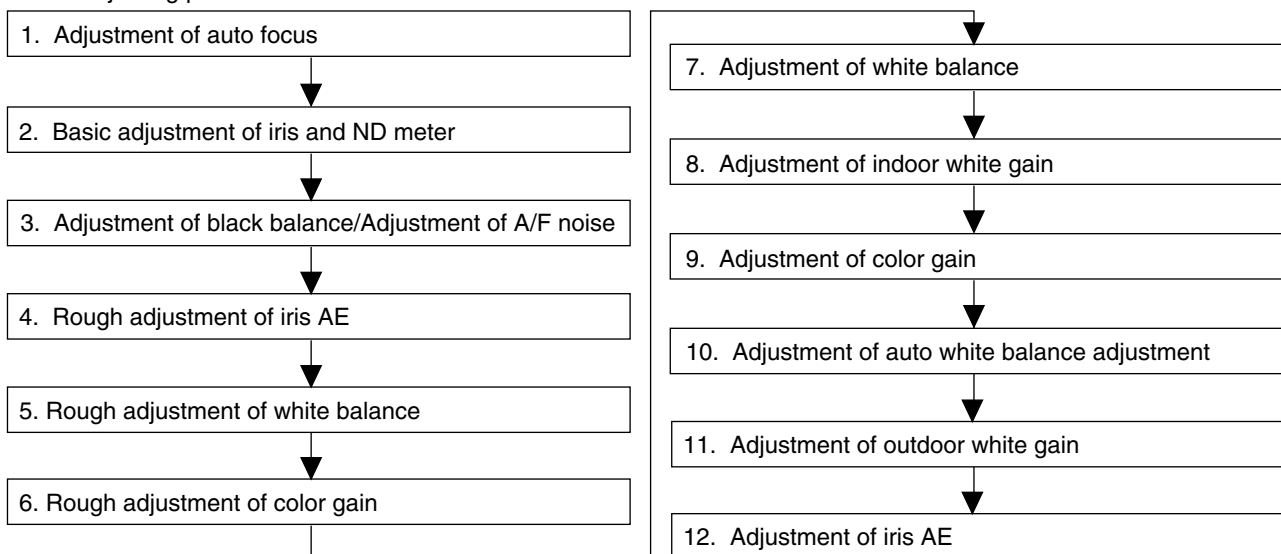 1. Adjustment of auto focus
2. Basic adjustment of iris and ND meter
3. Adjustment of black balance/Adjustment of A/F noise
4. Rough adjustment of iris AE
5. Rough adjustment of white balance
6. Rough adjustment of color gain
7. Adjustment of white balance
8. Adjustment of indoor white gain
9. Adjustment of color gain
10. Adjustment of auto white balance adjustment
11. Adjustment of outdoor white gain
12. Adjustment of iris AE